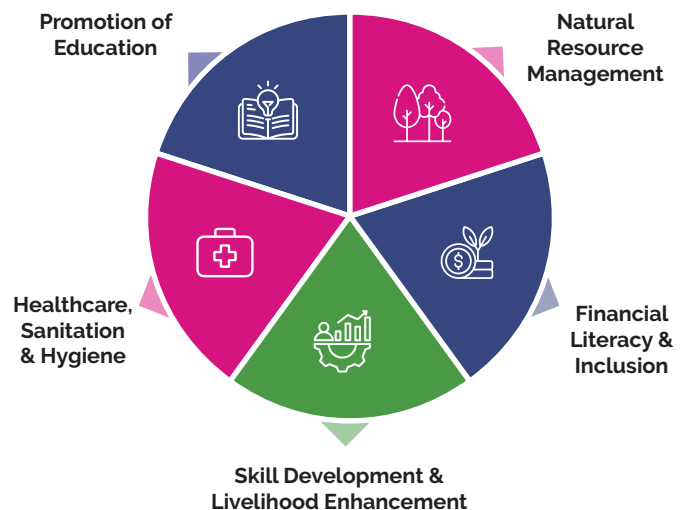 Promotion of
Education
Natural
Resource
Management
Healthcare,
Sanitation
& Hygiene
$
Financial
Literacy &
Inclusion
Skill Development &
Livelihood Enhancement